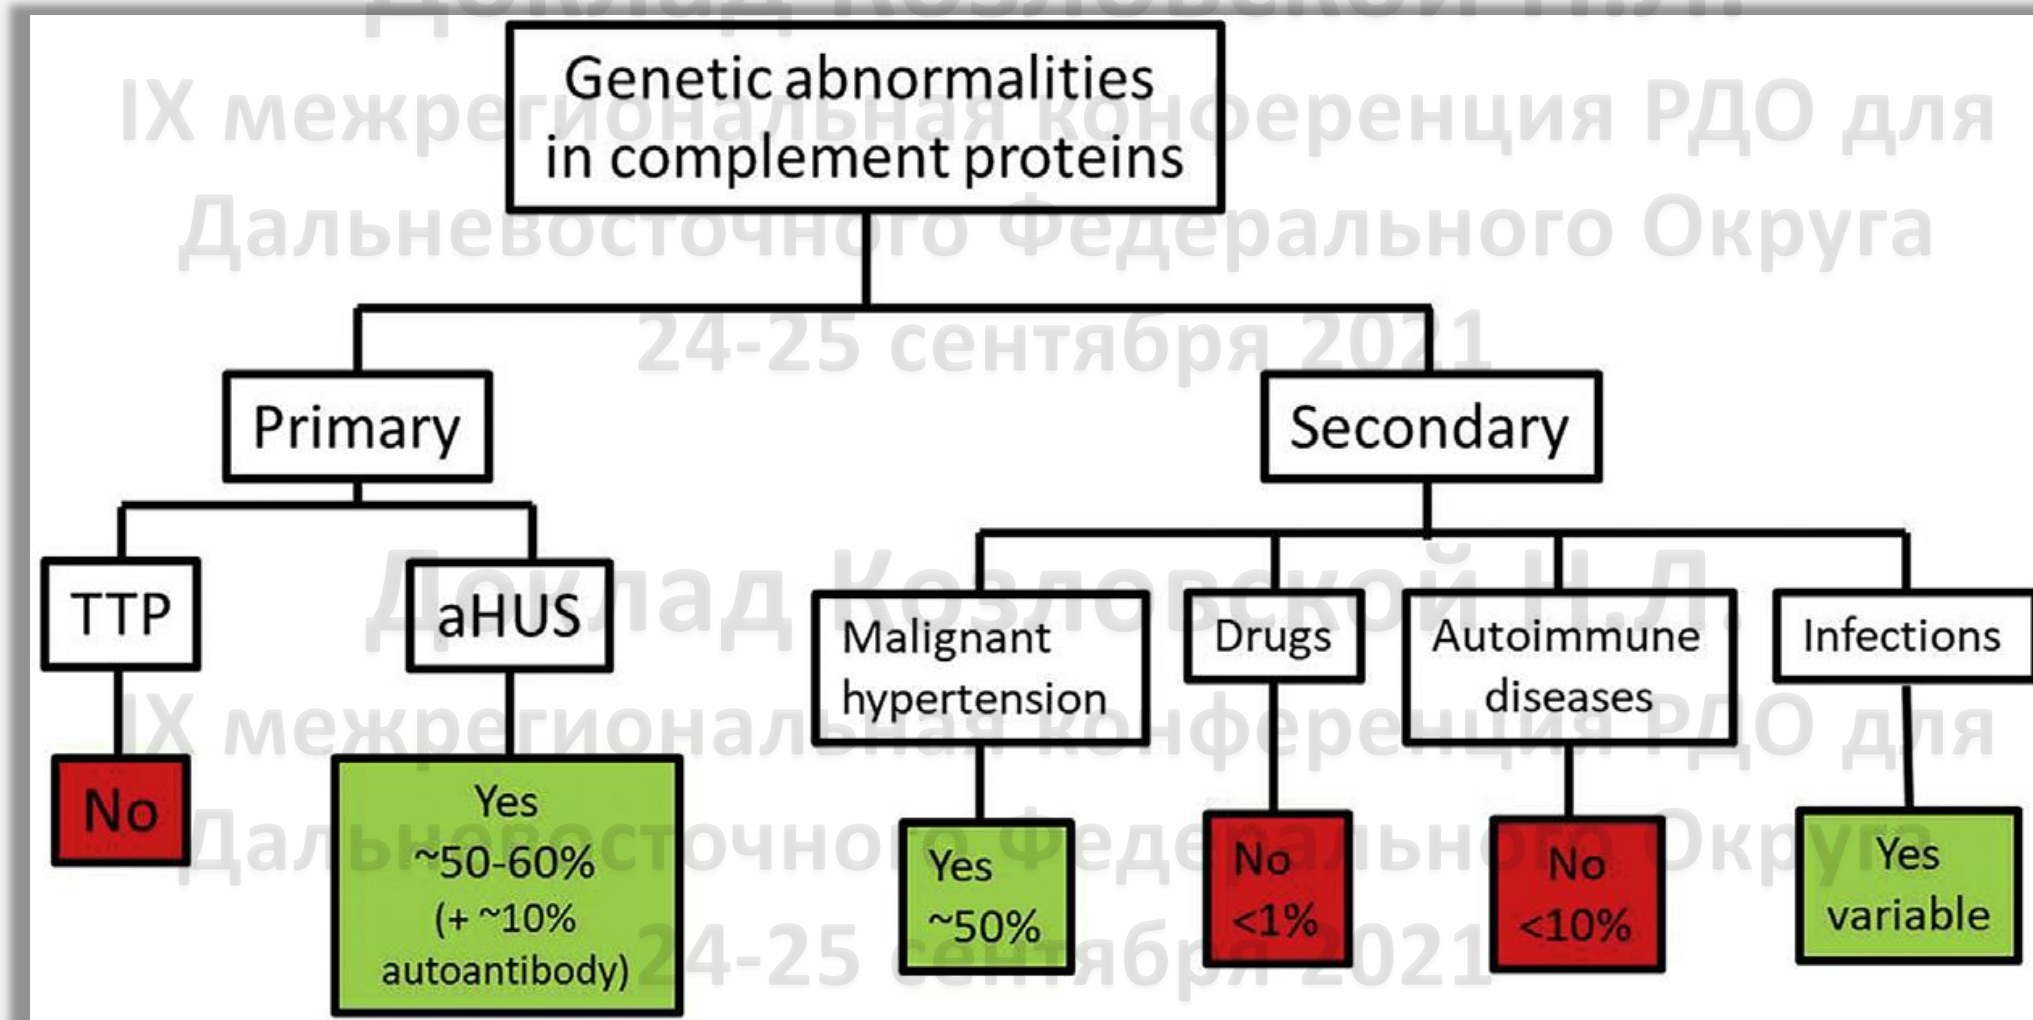 Доклад Козловской Н.Л.
Genetic abnormalities
in complement proteins
IX межрегиональная конференция РДО для
Дальневосточного Федерального Округа
24-25 сентября 2021
Primary
Secondary
TTP
aHUS
Malignant
hypertension
Drugs
Autoimmune
diseases
Infections
Доклад Козловской Н.Л.
IX межрегиональная конференция РДО для
Дальневосточного Федерального Округа
24-25 сентября 2021
No
Yes
~50-60%
(+ ~10%
autoantibody)
Yes
~50%
No
<1%
No
<10%
Yes
variable